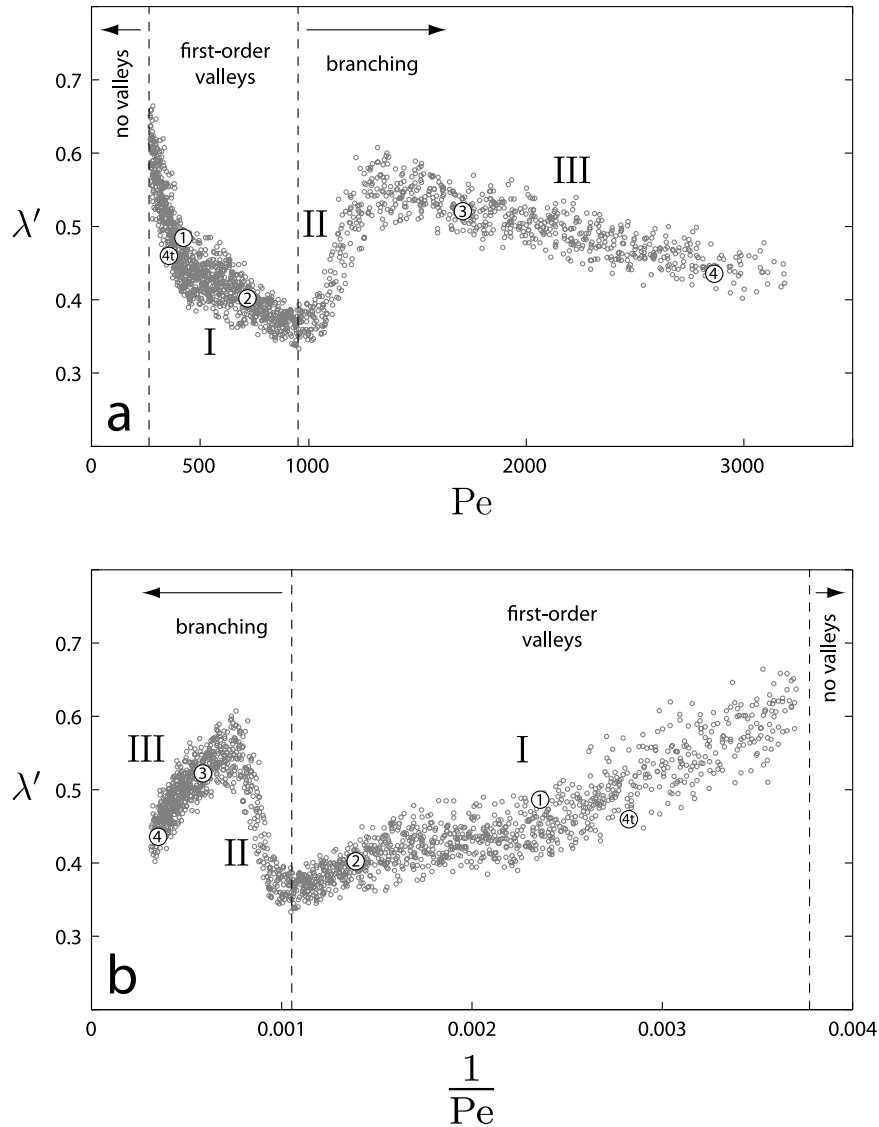 no valleys
first-order
valleys
branching
0.7
0.6
0.5
0.4
0.3
λ′
I
II
III
1
4t
2
3
4
a
0
500
1000
2000
3000
Pe
branching
first-order
valleys
no valleys
0.7
0.6
0.5
0.4
0.3
λ′
III
II
I
3
4
2
1
4t
b
0
0.001
0.002
0.003
0.004
1
Pe